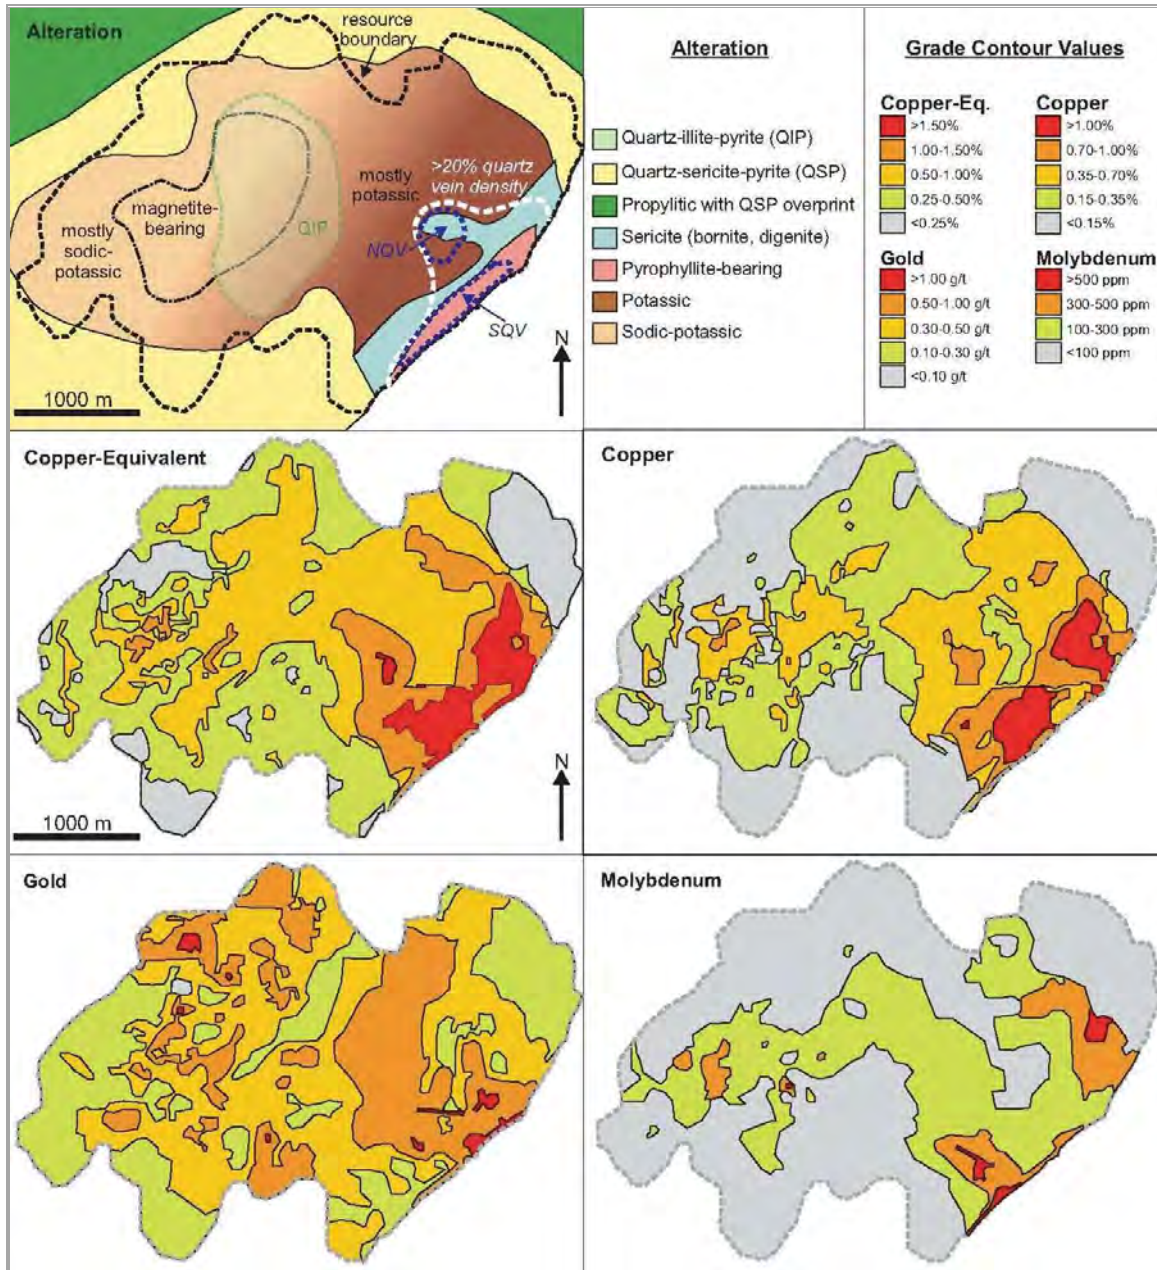 Alteration
resource
boundary
mostly
potassic
>20% quartz
vein density
magnetite-
bearing
QIP
mostly
sodic-
potassic
NQV
SQV
N
1000 m
Alteration
Quartz-illite-pyrite (QIP)
Quartz-sericite-pyrite (QSP)
Propylitic with QSP overprint
Sericite (bornite, digenite)
Pyrophyllite-bearing
Potassic
Sodic-potassic
Grade Contour Values
Copper-Eq.
>1.50%
1.00-1.50%
0.50-1.00%
0.25-0.50%
<0.25%
Copper
>1.00%
0.70-1.00%
0.35-0.70%
0.15-0.35%
<0.15%
Gold
>1.00 g/t
0.50-1.00 g/t
0.30-0.50 g/t
0.10-0.30 g/t
<0.10 g/t
Molybdenum
>500 ppm
300-500 ppm
100-300 ppm
<100 ppm
Copper-Equivalent
N
1000 m
Copper
Gold
Molybdenum